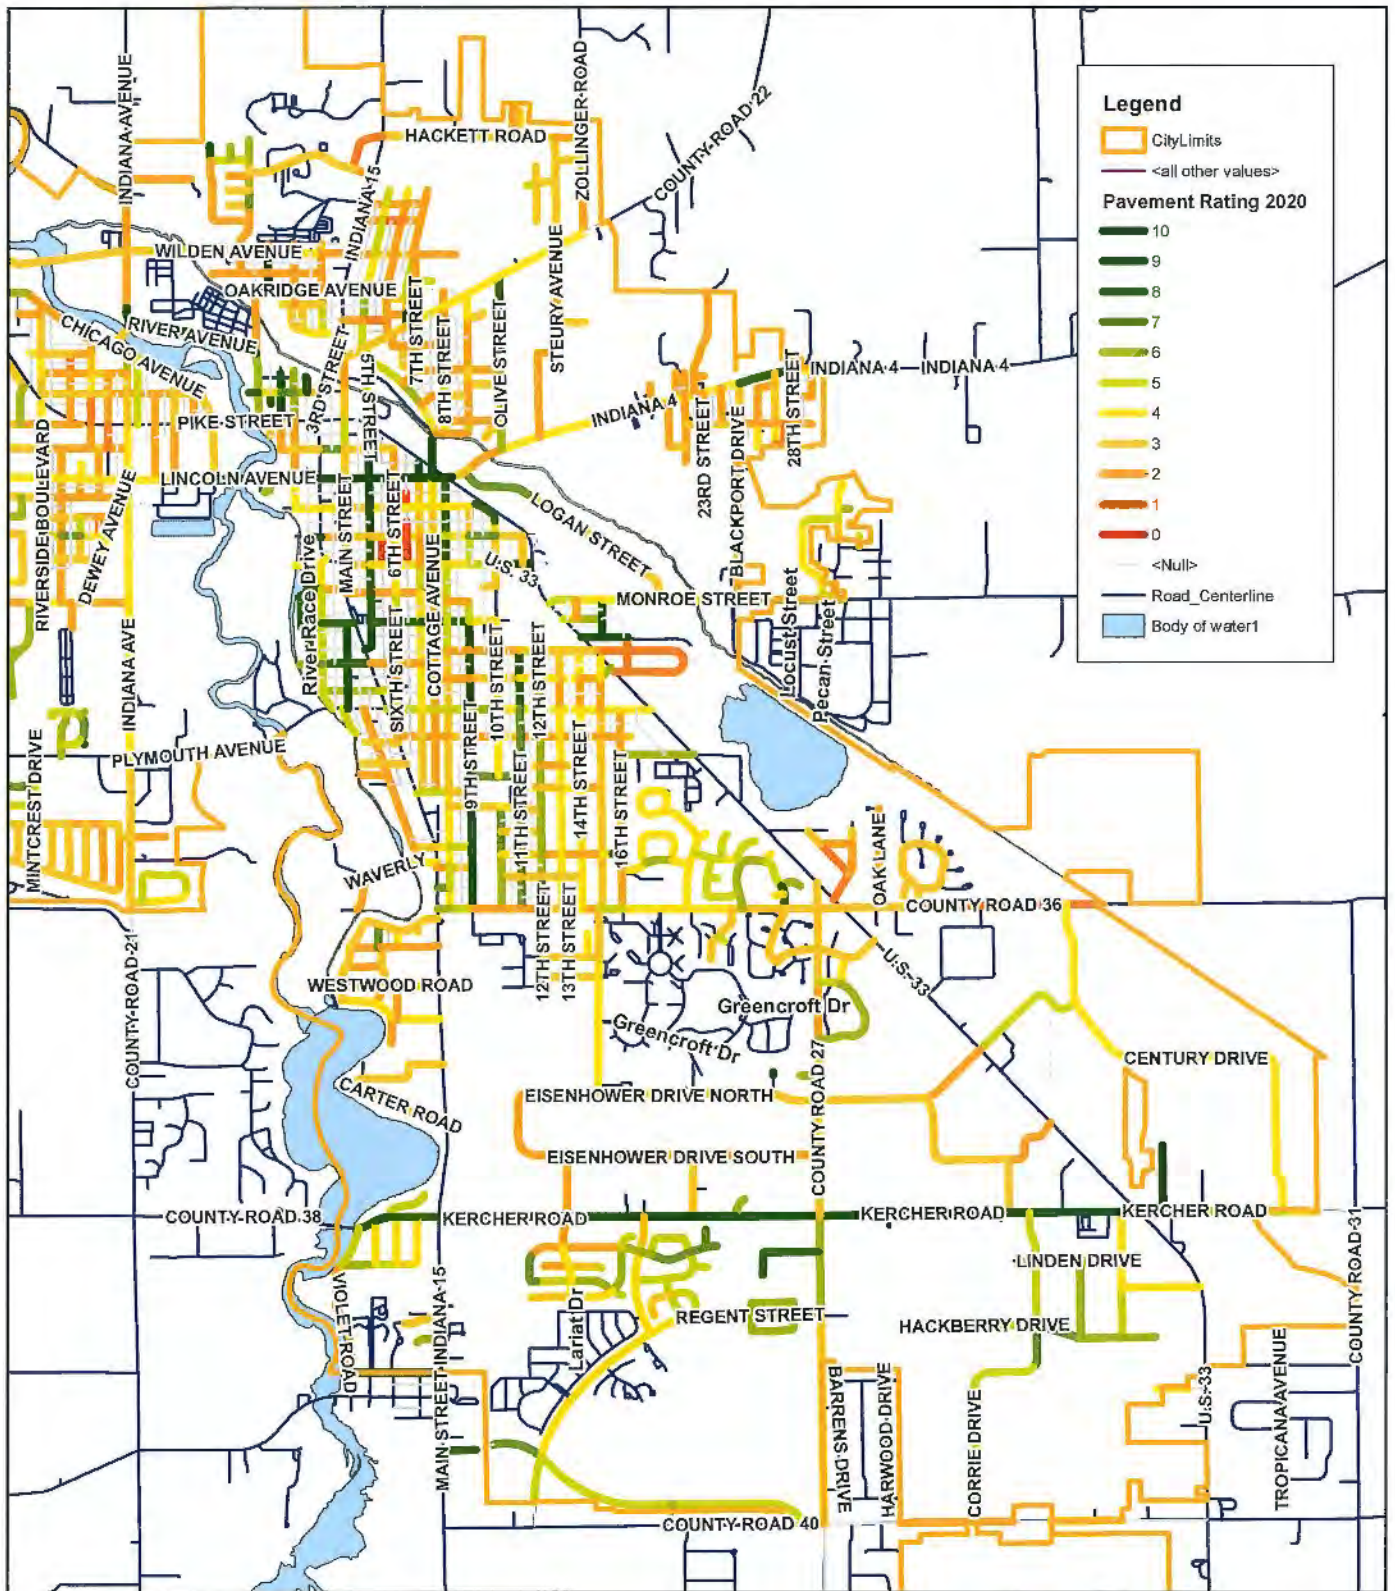 Legend
CityLimits
<all other values>
Pavement Rating 2020
10
9
8
7
6
5
4
3
2
1
0
<Null>
Road_Centerline
Body of water1
INDIANA AVENUE
HACKETT ROAD
ZOLLINGER ROAD
COUNTY ROAD 22
INDIANA 15
WILDEN AVENUE
OAKRIDGE AVENUE
RIVER AVENUE
CHICAGO AVENUE
3RD STREET
5TH STREET
7TH STREET
8TH STREET
OLIVE STREET
STEURY AVENUE
INDIANA 4
INDIANA 4
INDIANA 4
PIKE STREET
23RD STREET
BLACKPORT DRIVE
28TH STREET
RIVERSIDE BOULEVARD
DEWEY AVENUE
LINCOLN AVENUE
MAIN STREET
6TH STREET
COTTAGE AVENUE
LOGAN STREET
U.S. 33
River Race Drive
MONROE STREET
Locust Street
Pecan Street
INDIANA AVE
SIXTH STREET
10TH STREET
12TH STREET
PLYMOUTH AVENUE
MINTCREST DRIVE
9TH STREET
11TH STREET
14TH STREET
16TH STREET
WAVERLY
OAK LANE
COUNTY ROAD 36
12TH STREET
13TH STREET
COUNTY ROAD 21
WESTWOOD ROAD
U.S. 33
Greencroft Dr
Greencroft Dr
CENTURY DRIVE
CARTER ROAD
EISENHOWER DRIVE NORTH
COUNTY ROAD 27
EISENHOWER DRIVE SOUTH
COUNTY ROAD 38
KERCHER ROAD
KERCHER ROAD
KERCHER ROAD
COUNTY ROAD 31
LINDEN DRIVE
VIOLET ROAD
MAIN STREET
INDIANA 15
Lariat Dr
REGENT STREET
HACKBERRY DRIVE
BARRENS DRIVE
HARWOOD DRIVE
CORRIE DRIVE
U.S. 33
TROPICANA AVENUE
COUNTY ROAD 40